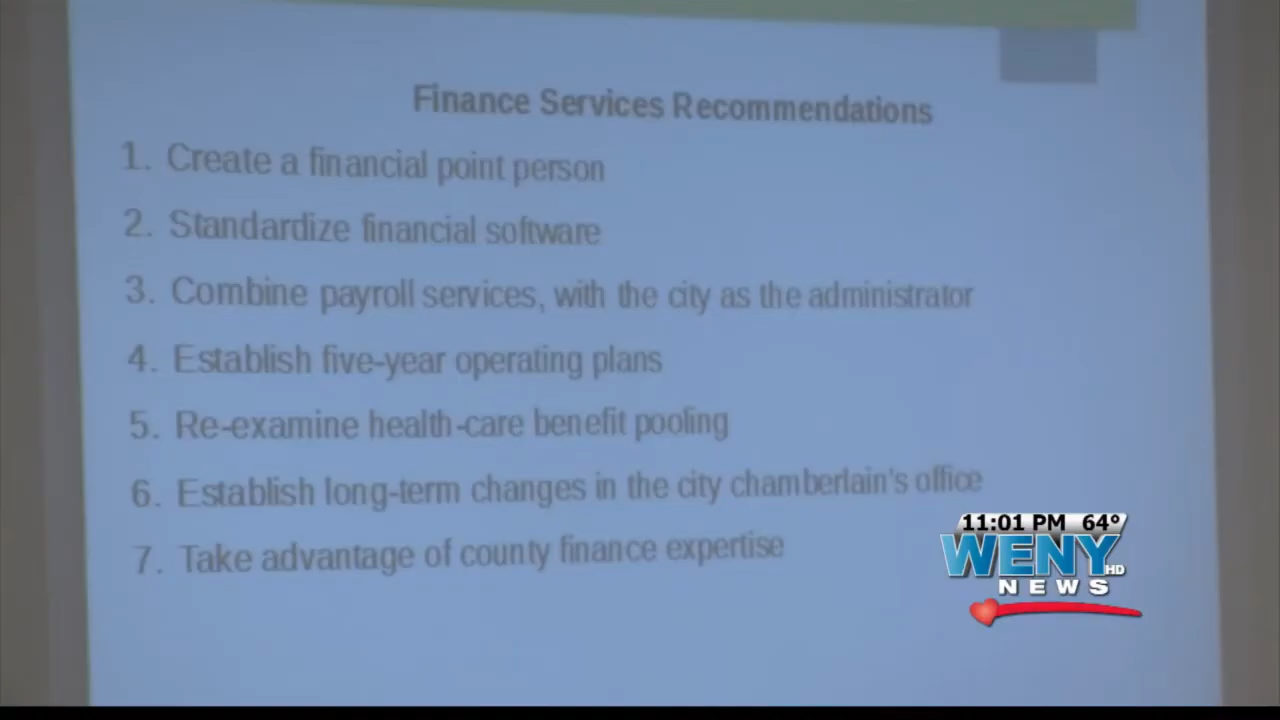 Finance Services Recommendations
1. Create a financial point person
2. Standardize financial software
3. Combine payroll services, with the city as the administrator
4. Establish five-year operating plans
5. Re-examine health-care benefit pooling
6. Establish long-term changes in the city chamberlain's office
7. Take advantage of county finance expertise
11:01 PM 64°
WENY HD
NEWS